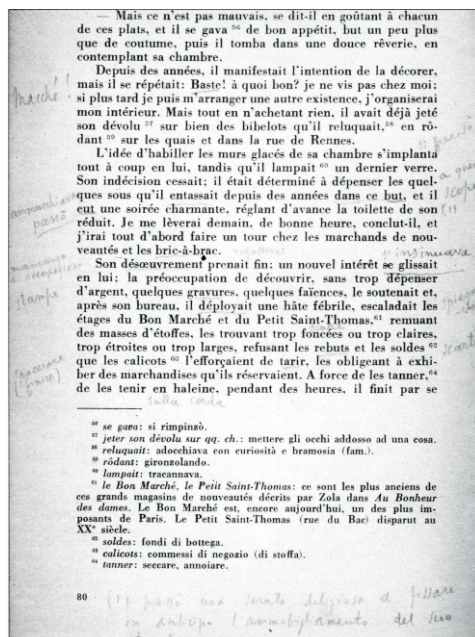 — Mais ce n'est pas mauvais, se dit-il en goûtant à chacun
de ces plats, et il se gava ⁵⁶ de bon appétit, but un peu plus
que de coutume, puis il tomba dans une douce rêverie, en
contemplant sa chambre.
Depuis des années, il manifestait l'intention de la décorer,
mais il se répétait: Baste! à quoi bon? je ne vis pas chez moi;
si plus tard je puis m'arranger une autre existence, j'organiserai
mon intérieur. Mais tout en n'achetant rien, il avait déjà jeté
son dévolu ⁵⁷ sur bien des bibelots qu'il reluquait,⁵⁸ en rô-
dant ⁵⁹ sur les quais et dans la rue de Rennes.
L'idée d'habiller les murs glacés de sa chambre s'implanta
tout à coup en lui, tandis qu'il lampait ⁶⁰ un dernier verre.
Son indécision cessait; il était déterminé à dépenser les quel-
ques sous qu'il entassait depuis des années dans ce but, et il
eut une soirée charmante, réglant d'avance la toilette de son
réduit. Je me lèverai demain, de bonne heure, conclut-il, et
j'irai tout d'abord faire un tour chez les marchands de nou-
veautés et les bric-à-brac.
Son désœuvrement prenait fin; un nouvel intérêt se glissait
en lui; la préoccupation de découvrir, sans trop dépenser
d'argent, quelques gravures, quelques faïences, le soutenait et,
après son bureau, il déployait une hâte fébrile, escaladait les
étages du Bon Marché et du Petit Saint-Thomas,⁶¹ remuant
des masses d'étoffes, les trouvant trop foncées ou trop claires,
trop étroites ou trop larges, refusant les rebuts et les soldes ⁶²
que les calicots ⁶³ l'efforçaient de tarir, les obligeant à exhi-
ber des marchandises qu'ils réservaient. A force de les tanner,⁶⁴
de les tenir en haleine, pendant des heures, il finit par se
Macché!
ammucchiava
passò
stampe
a quale
scopo
(1)
insinuava
sulla corda
⁵⁶ se gava: si rimpinzò.
⁵⁷ jeter son dévolu sur qq. ch.: mettere gli occhi addosso ad una cosa.
⁵⁸ reluquait: adocchiava con curiosità e bramosia (fam.).
⁵⁹ rôdant: gironzolando.
⁶⁰ lampait: tracannava.
⁶¹ le Bon Marché, le Petit Saint-Thomas: ce sont les plus anciens de
ces grands magasins de nouveautés décrits par Zola dans Au Bonheur
des dames. Le Bon Marché est, encore aujourd'hui, un des plus im-
posants de Paris. Le Petit Saint-Thomas (rue du Bac) disparut au
XXᵉ siècle.
⁶² soldes: fondi di bottega.
⁶³ calicots: commessi di negozio (di stoffa).
⁶⁴ tanner: seccare, annoiare.
80
(1) passò una serata deliziosa a fissare
in anticipo l'ammobigliamento del suo